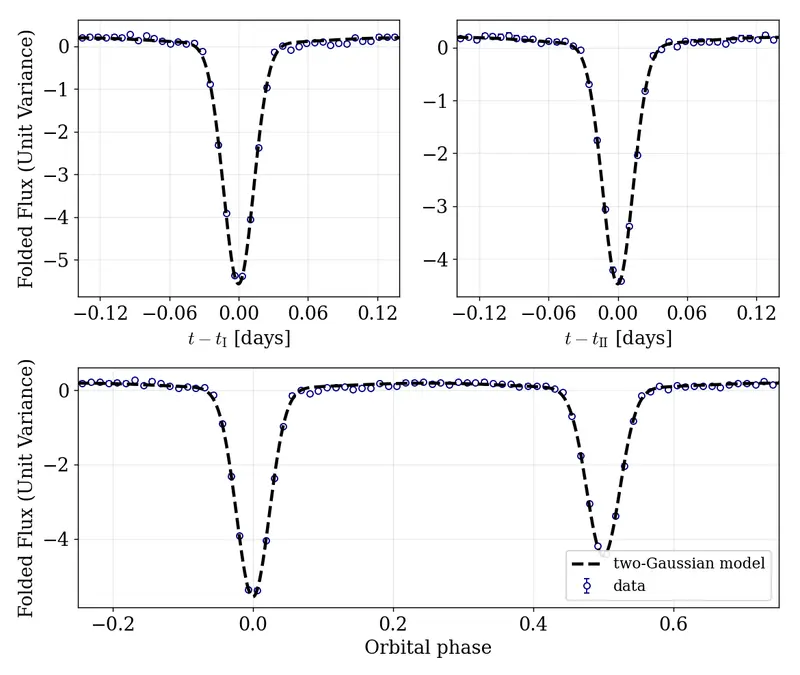 Folded Flux (Unit Variance)
0
−1
−2
−3
−4
−5
−0.12 −0.06 0.00 0.06 0.12
t − tI [days]
0
−1
−2
−3
−4
−0.12 −0.06 0.00 0.06 0.12
t − tII [days]
Folded Flux (Unit Variance)
0
−2
−4
−0.2 0.0 0.2 0.4 0.6
Orbital phase
two-Gaussian model
data